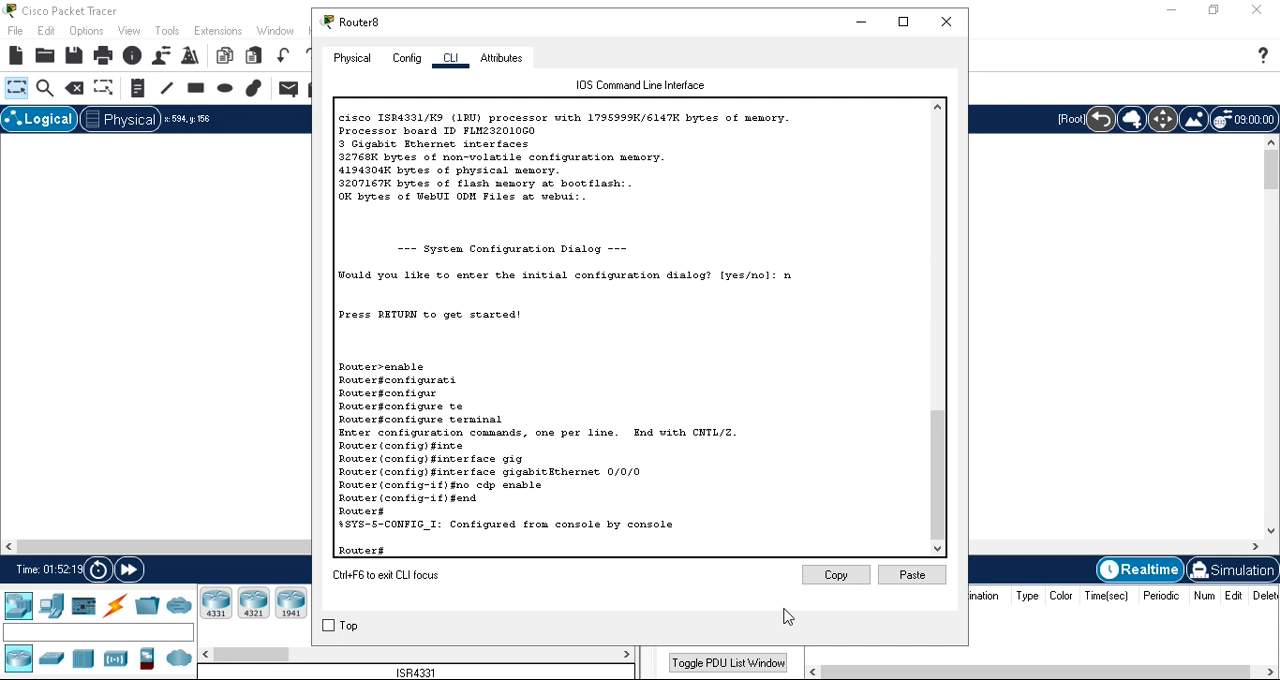 Cisco Packet Tracer
File Edit Options View Tools Extensions Window
Logical Physical x: 594, y: 156
[Root] 09:00:00
Router8
Physical Config CLI Attributes
IOS Command Line Interface
cisco ISR4331/K9 (1RU) processor with 1795999K/6147K bytes of memory.
Processor board ID FLM232010G0
3 Gigabit Ethernet interfaces
32768K bytes of non-volatile configuration memory.
4194304K bytes of physical memory.
3207167K bytes of flash memory at bootflash:.
0K bytes of WebUI ODM Files at webui:.
--- System Configuration Dialog ---
Would you like to enter the initial configuration dialog? [yes/no]: n
Press RETURN to get started!
Router>enable
Router#configurati
Router#configur
Router#configure te
Router#configure terminal
Enter configuration commands, one per line.  End with CNTL/Z.
Router(config)#inte
Router(config)#interface gig
Router(config)#interface gigabitEthernet 0/0/0
Router(config-if)#no cdp enable
Router(config-if)#end
Router#
%SYS-5-CONFIG_I: Configured from console by console
Router#
Ctrl+F6 to exit CLI focus
Copy Paste
Top
Time: 01:52:19
Realtime Simulation
4331 4321 1941
ISR4331
ination Type Color Time(sec) Periodic Num Edit Delet
Toggle PDU List Window